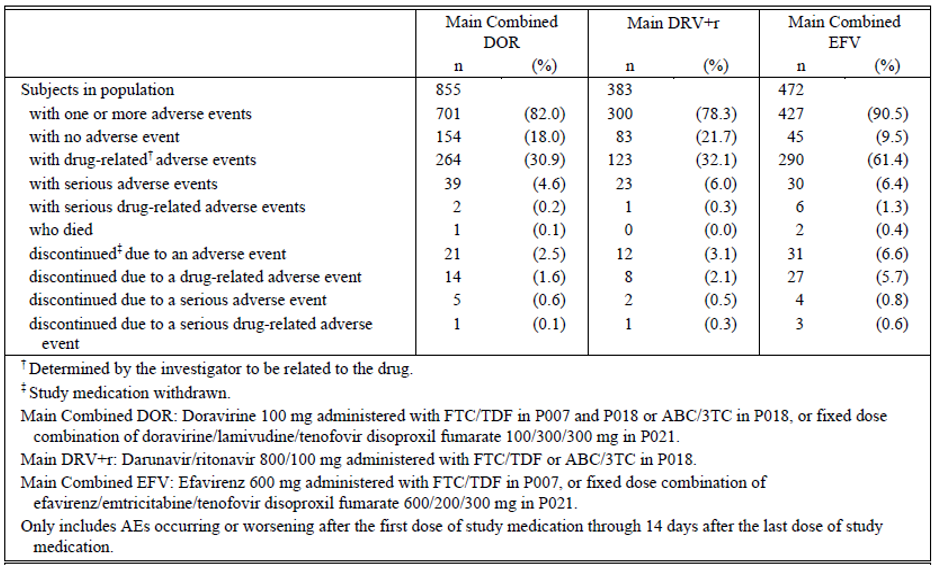 Main Combined DOR Main DRV+r Main Combined EFV
n (%) n (%) n (%)
Subjects in population 855 383 472
with one or more adverse events 701 (82.0) 300 (78.3) 427 (90.5)
with no adverse event 154 (18.0) 83 (21.7) 45 (9.5)
with drug-related† adverse events 264 (30.9) 123 (32.1) 290 (61.4)
with serious adverse events 39 (4.6) 23 (6.0) 30 (6.4)
with serious drug-related adverse events 2 (0.2) 1 (0.3) 6 (1.3)
who died 1 (0.1) 0 (0.0) 2 (0.4)
discontinued‡ due to an adverse event 21 (2.5) 12 (3.1) 31 (6.6)
discontinued due to a drug-related adverse event 14 (1.6) 8 (2.1) 27 (5.7)
discontinued due to a serious adverse event 5 (0.6) 2 (0.5) 4 (0.8)
discontinued due to a serious drug-related adverse 1 (0.1) 1 (0.3) 3 (0.6)
event
† Determined by the investigator to be related to the drug.
‡ Study medication withdrawn.
Main Combined DOR: Doravirine 100 mg administered with FTC/TDF in P007 and P018 or ABC/3TC in P018, or fixed dose
combination of doravirine/lamivudine/tenofovir disoproxil fumarate 100/300/300 mg in P021.
Main DRV+r: Darunavir/ritonavir 800/100 mg administered with FTC/TDF or ABC/3TC in P018.
Main Combined EFV: Efavirenz 600 mg administered with FTC/TDF in P007, or fixed dose combination of
efavirenz/emtricitabine/tenofovir disoproxil fumarate 600/200/300 mg in P021.
Only includes AEs occurring or worsening after the first dose of study medication through 14 days after the last dose of study
medication.